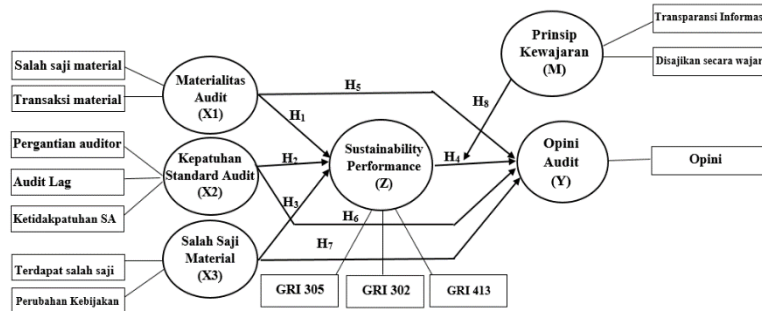 Salah saji material
Transaksi material
Pergantian auditor
Audit Lag
Ketidakpatuhan SA
Terdapat salah saji
Perubahan Kebijakan
Materialitas
Audit
(X1)
Kepatuhan
Standard Audit
(X2)
Salah Saji
Material
(X3)
H5
H1
H2
H3
H6
H7
Sustainability
Performance
(Z)
GRI 305
GRI 302
GRI 413
H4
H8
Prinsip
Kewajaran
(M)
Transparansi Informasi
Disajikan secara wajar
Opini
Audit
(Y)
Opini